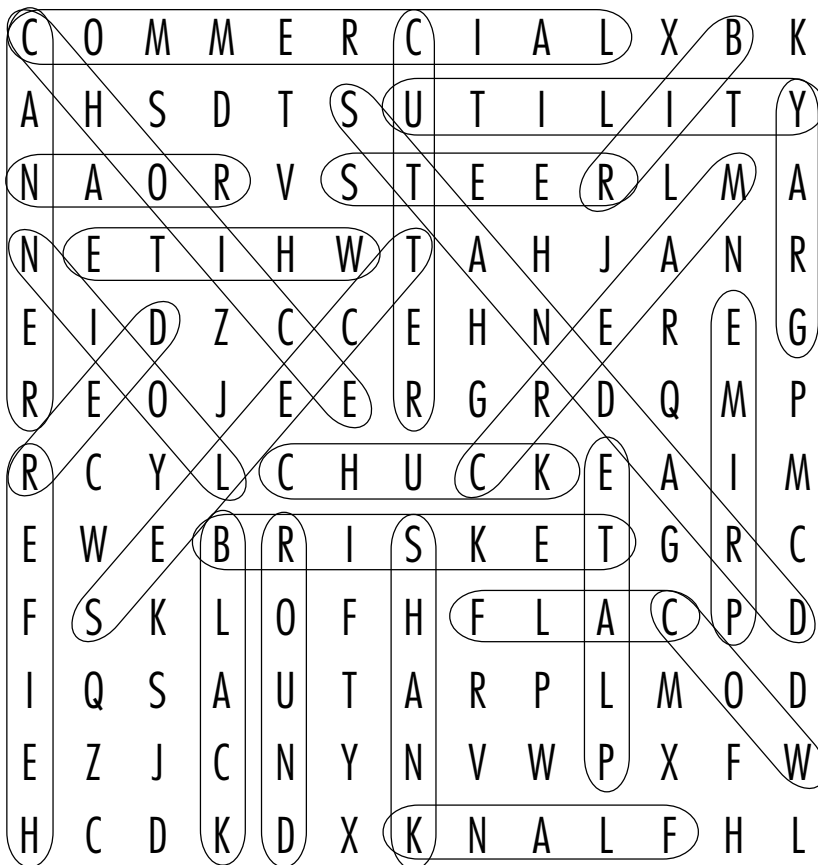 C O M M E R C I A L X B K
A H S D T S U T I L I T Y
N A O R V S T E E R L M A
N E T I H W T A H J A N R
E I D Z C C E H N E R E G
R E O J E E R G R D Q M P
R C Y L C H U C K E A I M
E W E B R I S K E T G R C
F S K L O F H F L A C P D
I Q S A U T A R P L M O D
E Z J C N Y N V W P X F W
H C D K D X K N A L F H L